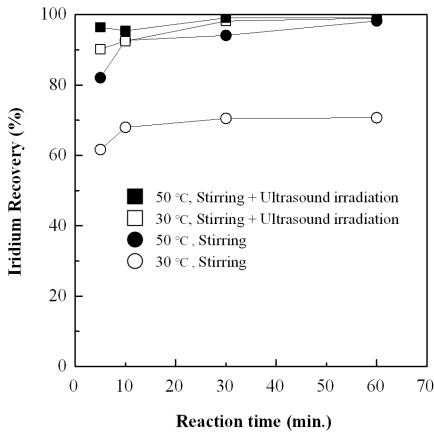 100
80
60
40
20
0
Iridium Recovery (%)
50 °C, Stirring + Ultrasound irradiation
30 °C, Stirring + Ultrasound irradiation
50 °C , Stirring
30 °C , Stirring
0 10 20 30 40 50 60 70
Reaction time (min.)